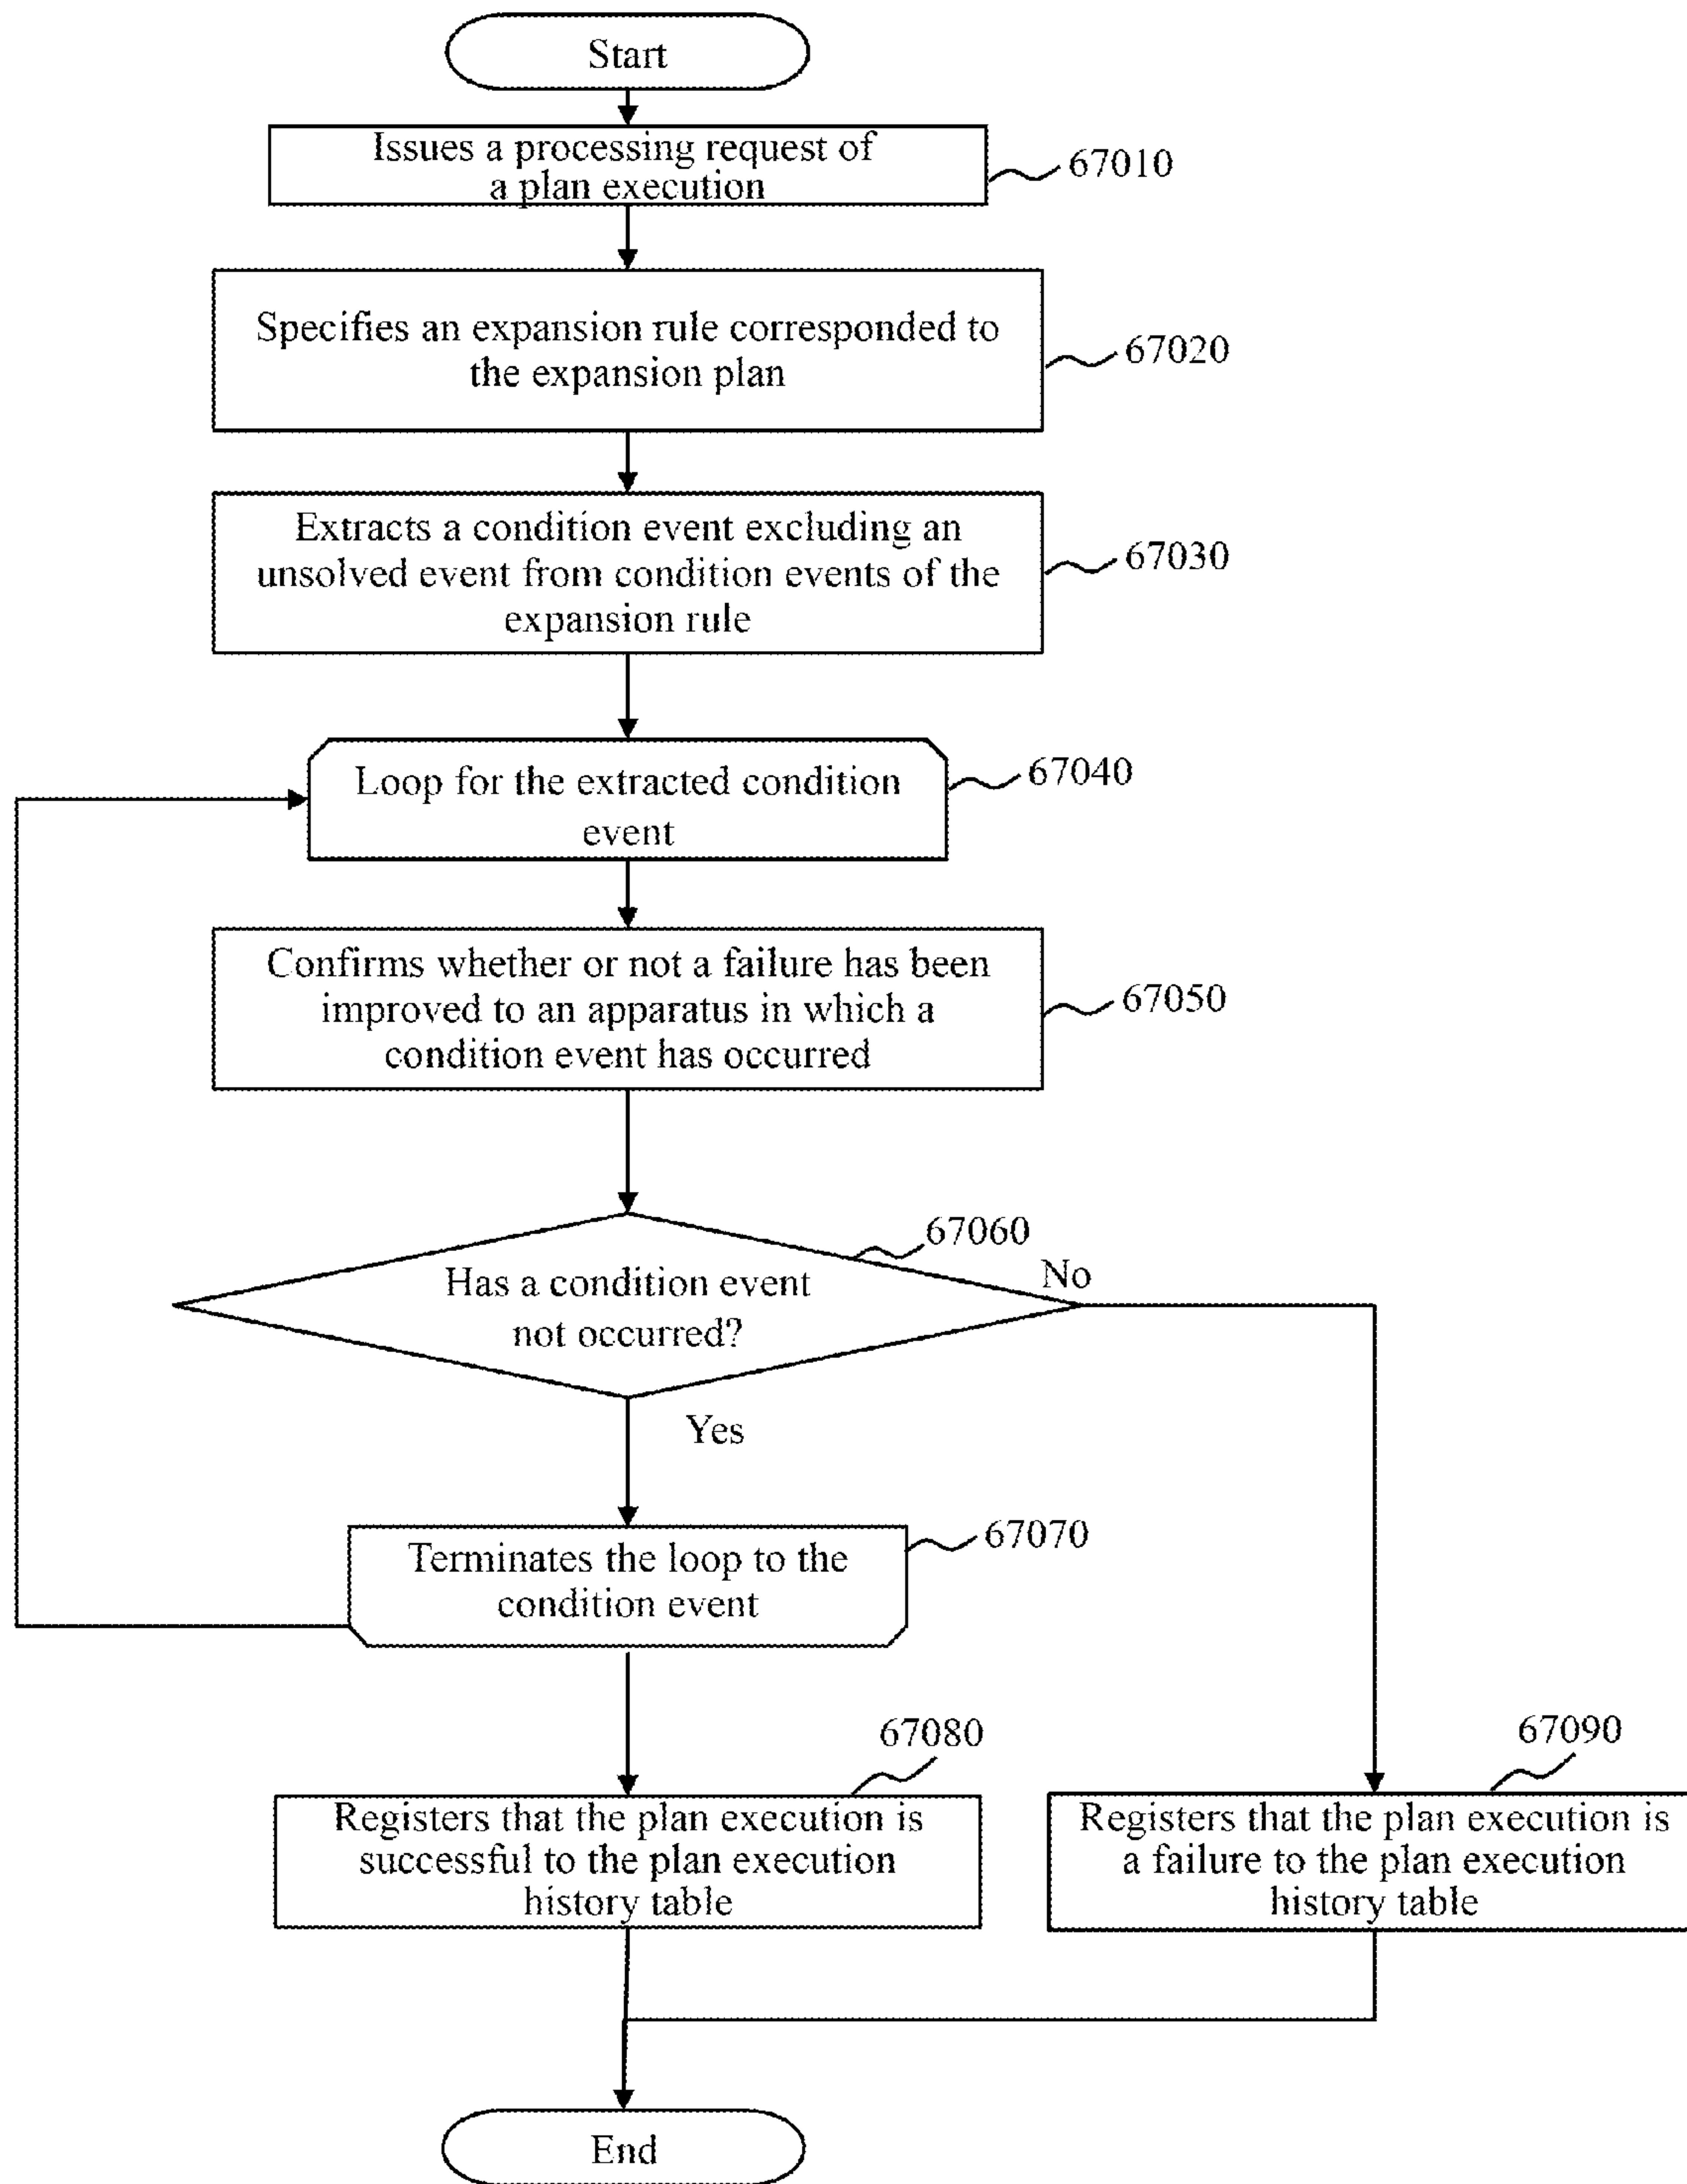 Start
Issues a processing request of
a plan execution
67010
Specifies an expansion rule corresponded to
the expansion plan
67020
Extracts a condition event excluding an
unsolved event from condition events of the
expansion rule
67030
Loop for the extracted condition
event
67040
Confirms whether or not a failure has been
improved to an apparatus in which a
condition event has occurred
67050
67060
Has a condition event
not occurred?
No
Yes
Terminates the loop to the
condition event
67070
67080
Registers that the plan execution is
successful to the plan execution
history table
67090
Registers that the plan execution is
a failure to the plan execution
history table
End